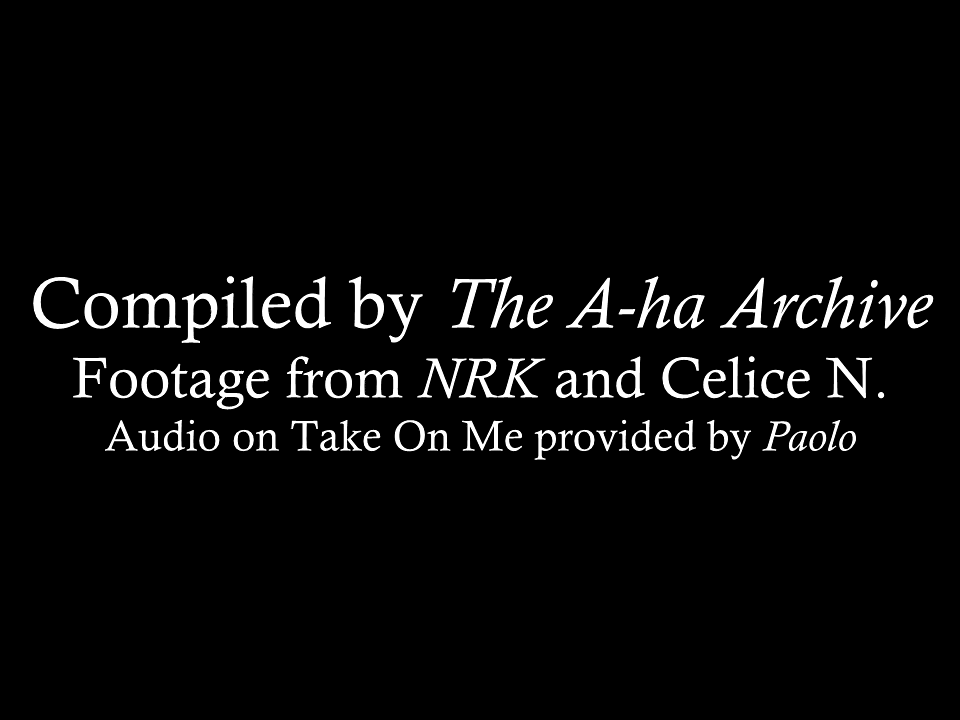 Compiled by The A-ha Archive
Footage from NRK and Celice N.
Audio on Take On Me provided by Paolo